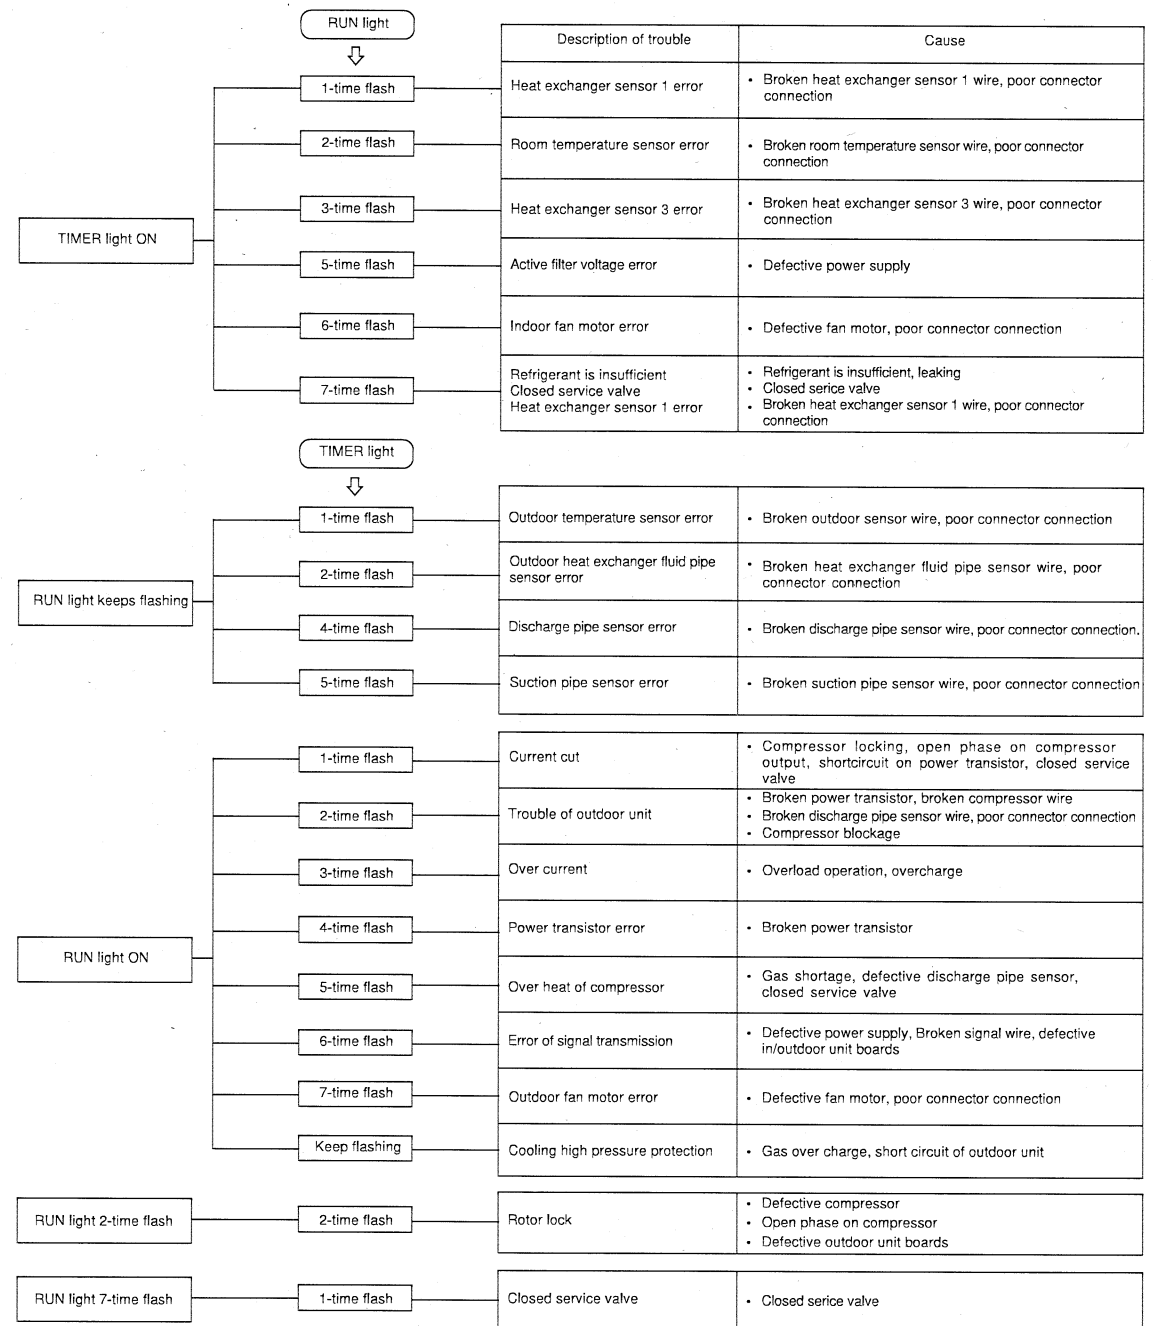 RUN light
Description of trouble
Cause
1-time flash
Heat exchanger sensor 1 error
• Broken heat exchanger sensor 1 wire, poor connector
connection
2-time flash
Room temperature sensor error
• Broken room temperature sensor wire, poor connector
connection
3-time flash
Heat exchanger sensor 3 error
• Broken heat exchanger sensor 3 wire, poor connector
connection
TIMER light ON
5-time flash
Active filter voltage error
• Defective power supply
6-time flash
Indoor fan motor error
• Defective fan motor, poor connector connection
7-time flash
Refrigerant is insufficient
Closed service valve
Heat exchanger sensor 1 error
• Refrigerant is insufficient, leaking
• Closed serice valve
• Broken heat exchanger sensor 1 wire, poor connector
connection
TIMER light
1-time flash
Outdoor temperature sensor error
• Broken outdoor sensor wire, poor connector connection
2-time flash
Outdoor heat exchanger fluid pipe
sensor error
• Broken heat exchanger fluid pipe sensor wire, poor
connector connection
RUN light keeps flashing
4-time flash
Discharge pipe sensor error
• Broken discharge pipe sensor wire, poor connector connection.
5-time flash
Suction pipe sensor error
• Broken suction pipe sensor wire, poor connector connection
1-time flash
Current cut
• Compressor locking, open phase on compressor
output, shortcircuit on power transistor, closed service
valve
2-time flash
Trouble of outdoor unit
• Broken power transistor, broken compressor wire
• Broken discharge pipe sensor wire, poor connector connection
• Compressor blockage
3-time flash
Over current
• Overload operation, overcharge
4-time flash
Power transistor error
• Broken power transistor
RUN light ON
5-time flash
Over heat of compressor
• Gas shortage, defective discharge pipe sensor,
closed service valve
6-time flash
Error of signal transmission
• Defective power supply, Broken signal wire, defective
in/outdoor unit boards
7-time flash
Outdoor fan motor error
• Defective fan motor, poor connector connection
Keep flashing
Cooling high pressure protection
• Gas over charge, short circuit of outdoor unit
RUN light 2-time flash
2-time flash
Rotor lock
• Defective compressor
• Open phase on compressor
• Defective outdoor unit boards
RUN light 7-time flash
1-time flash
Closed service valve
• Closed serice valve